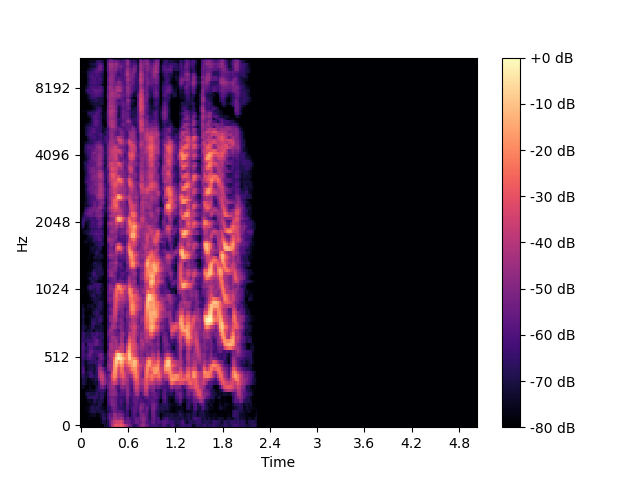 +0 dB
8192
-10 dB
4096
-20 dB
-30 dB
2048
Hz
-40 dB
1024
-50 dB
512
-60 dB
-70 dB
0
-80 dB
0 0.6 1.2 1.8 2.4 3 3.6 4.2 4.8
Time